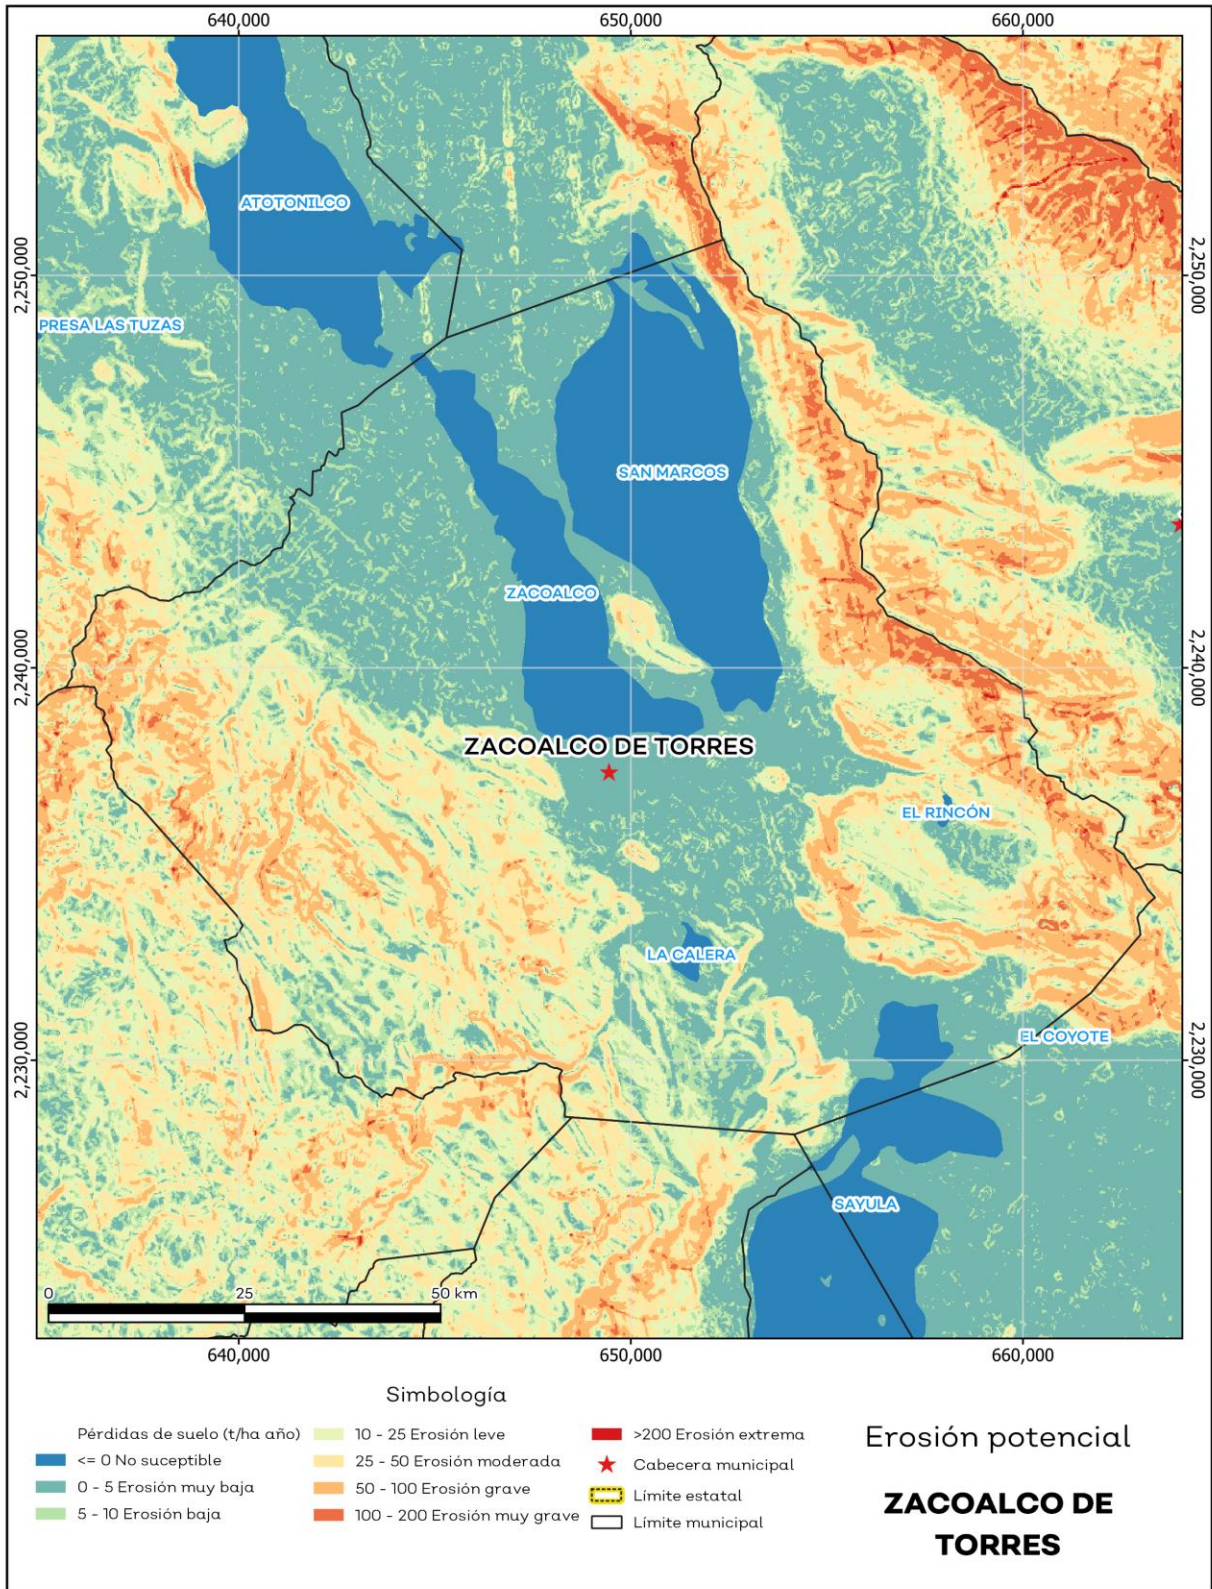 640,000
650,000
660,000
ATOTONILCO
2,250,000
2,250,000
PRESA LAS TUZAS
SAN MARCOS
ZACOALCO
2,240,000
2,240,000
ZACOALCO DE TORRES
EL RINCÓN
LA CALERA
EL COYOTE
2,230,000
2,230,000
SAYULA
0
25
50 km
640,000
650,000
660,000
Simbología
Pérdidas de suelo (t/ha año)
<= 0 No suceptible
0 - 5 Erosión muy baja
5 - 10 Erosión baja
10 - 25 Erosión leve
25 - 50 Erosión moderada
50 - 100 Erosión grave
100 - 200 Erosión muy grave
>200 Erosión extrema
Cabecera municipal
Límite estatal
Límite municipal
Erosión potencial
ZACOALCO DE
TORRES